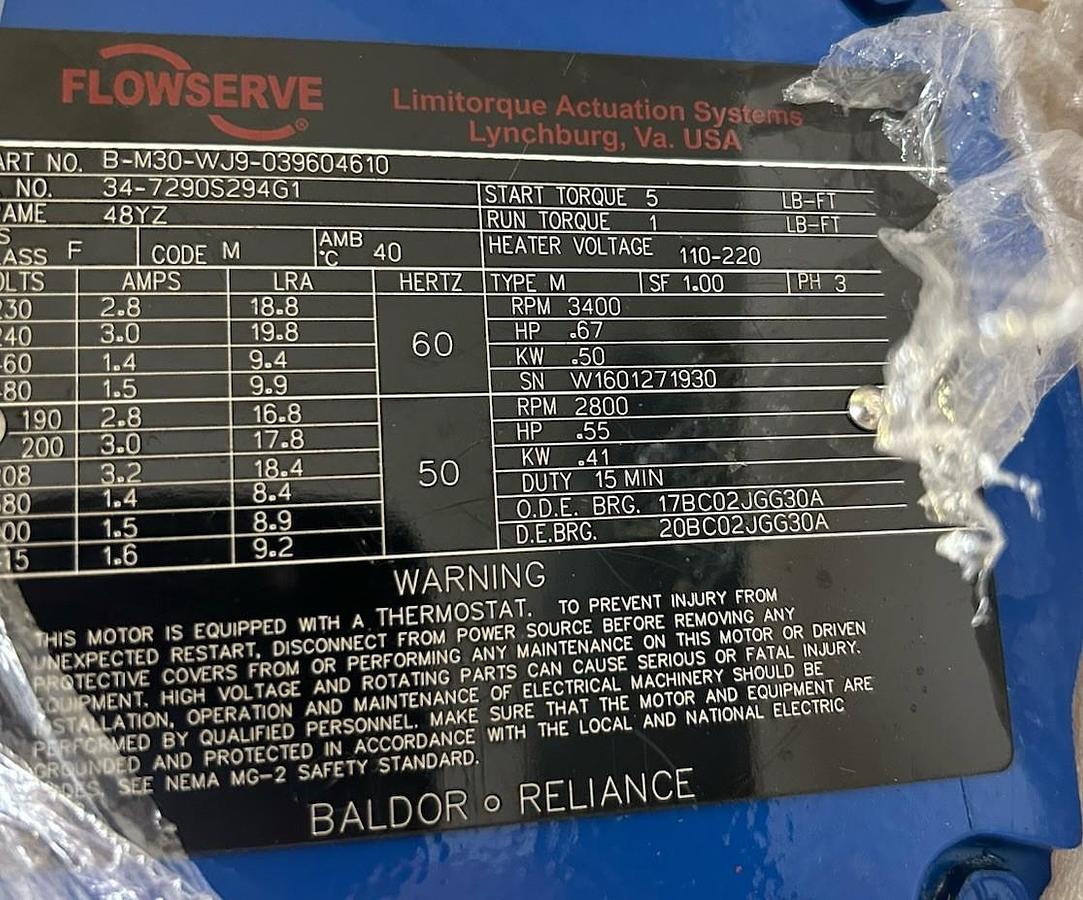 FLOWSERVE®
Limitorque Actuation Systems
Lynchburg, Va. USA
ART NO. B-M30-WJ9-039604610
NO. 34-7290S294G1
AME 48YZ
START TORQUE 5 LB-FT
RUN TORQUE 1 LB-FT
S
ASS F CODE M AMB °C 40
HEATER VOLTAGE 110-220
OLTS AMPS LRA HERTZ
TYPE M SF 1.00 PH 3
230 2.8 18.8
240 3.0 19.8
460 1.4 9.4
480 1.5 9.9
60
RPM 3400
HP .67
KW .50
SN W1601271930
190 2.8 16.8
200 3.0 17.8
208 3.2 18.4
380 1.4 8.4
00 1.5 8.9
15 1.6 9.2
50
RPM 2800
HP .55
KW .41
DUTY 15 MIN
O.D.E. BRG. 17BC02JGG30A
D.E.BRG. 20BC02JGG30A
WARNING
THIS MOTOR IS EQUIPPED WITH A THERMOSTAT. TO PREVENT INJURY FROM
UNEXPECTED RESTART, DISCONNECT FROM POWER SOURCE BEFORE REMOVING ANY
PROTECTIVE COVERS FROM OR PERFORMING ANY MAINTENANCE ON THIS MOTOR OR DRIVEN
EQUIPMENT. HIGH VOLTAGE AND ROTATING PARTS CAN CAUSE SERIOUS OR FATAL INJURY.
INSTALLATION, OPERATION AND MAINTENANCE OF ELECTRICAL MACHINERY SHOULD BE
PERFORMED BY QUALIFIED PERSONNEL. MAKE SURE THAT THE MOTOR AND EQUIPMENT ARE
GROUNDED AND PROTECTED IN ACCORDANCE WITH THE LOCAL AND NATIONAL ELECTRIC
CODES. SEE NEMA MG-2 SAFETY STANDARD.
BALDOR o RELIANCE